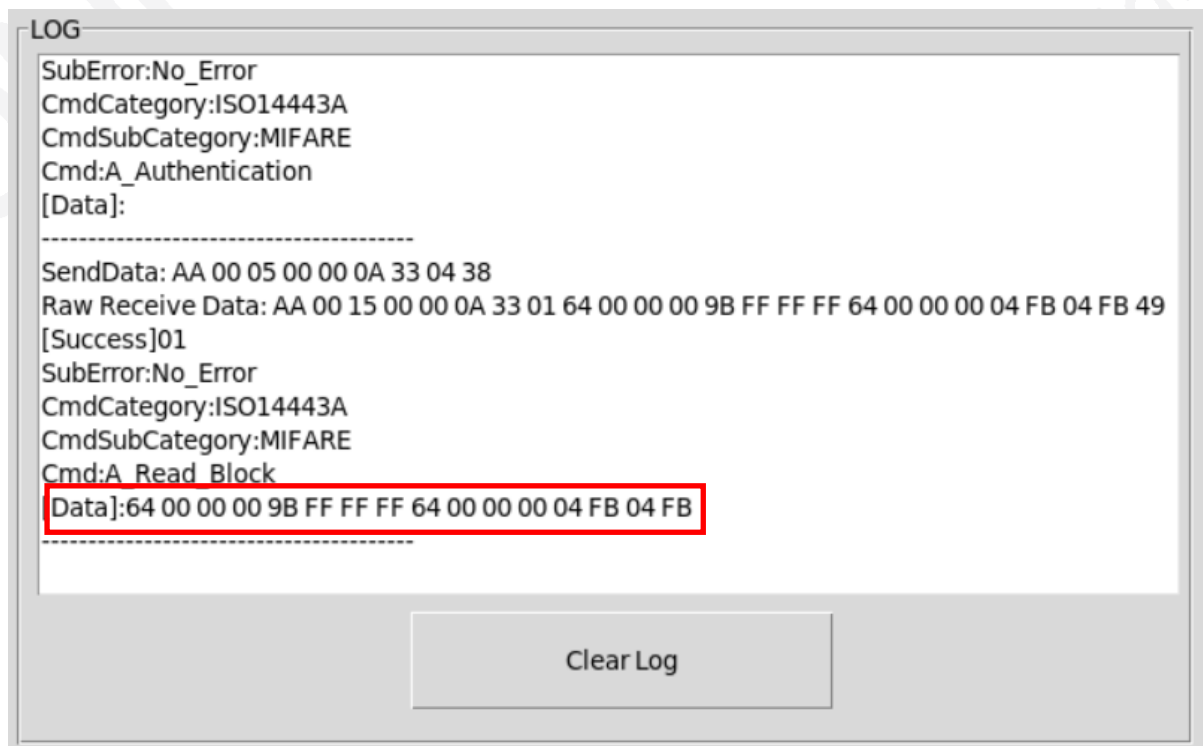 LOG
SubError:No_Error
CmdCategory:ISO14443A
CmdSubCategory:MIFARE
Cmd:A_Authentication
[Data]:
----------------------------------------
SendData: AA 00 05 00 00 0A 33 04 38
Raw Receive Data: AA 00 15 00 00 0A 33 01 64 00 00 00 9B FF FF FF 64 00 00 00 04 FB 04 FB 49
[Success]01
SubError:No_Error
CmdCategory:ISO14443A
CmdSubCategory:MIFARE
Cmd:A_Read_Block
[Data]:64 00 00 00 9B FF FF FF 64 00 00 00 04 FB 04 FB
----------------------------------------
Clear Log